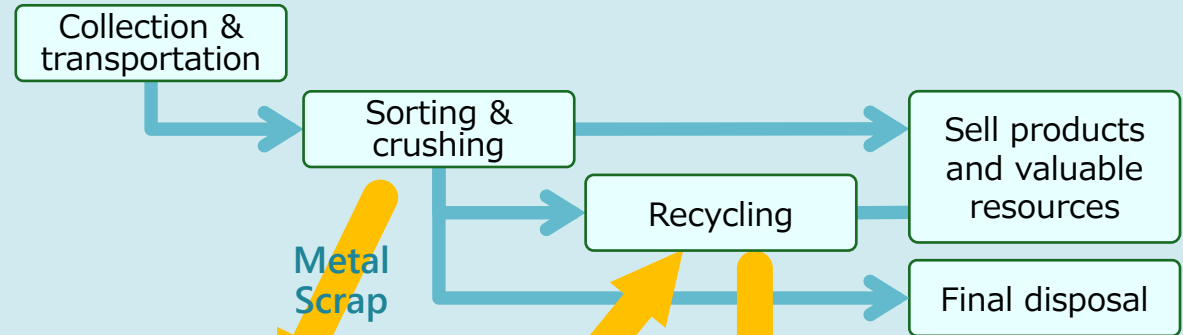 Collection &
transportation
Sorting &
crushing
Sell products
and valuable
resources
Recycling
Metal
Scrap
Final disposal